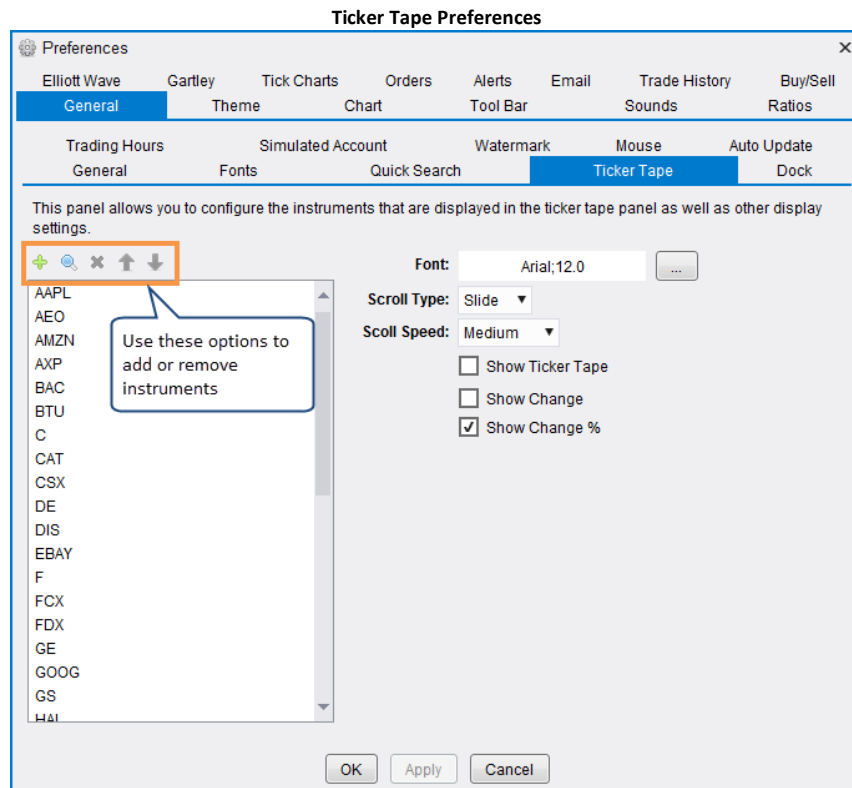 Ticker Tape Preferences
Preferences
Elliott Wave Gartley Tick Charts Orders Alerts Email Trade History Buy/Sell
General Theme Chart Tool Bar Sounds Ratios
Trading Hours Simulated Account Watermark Mouse Auto Update
General Fonts Quick Search Ticker Tape Dock
This panel allows you to configure the instruments that are displayed in the ticker tape panel as well as other display
settings.
Font: Arial;12.0 ...
Scroll Type: Slide
Scoll Speed: Medium
Show Ticker Tape
Show Change
Show Change %
Use these options to
add or remove
instruments
AAPL
AEO
AMZN
AXP
BAC
BTU
C
CAT
CSX
DE
DIS
EBAY
F
FCX
FDX
GE
GOOG
GS
HAL
OK Apply Cancel